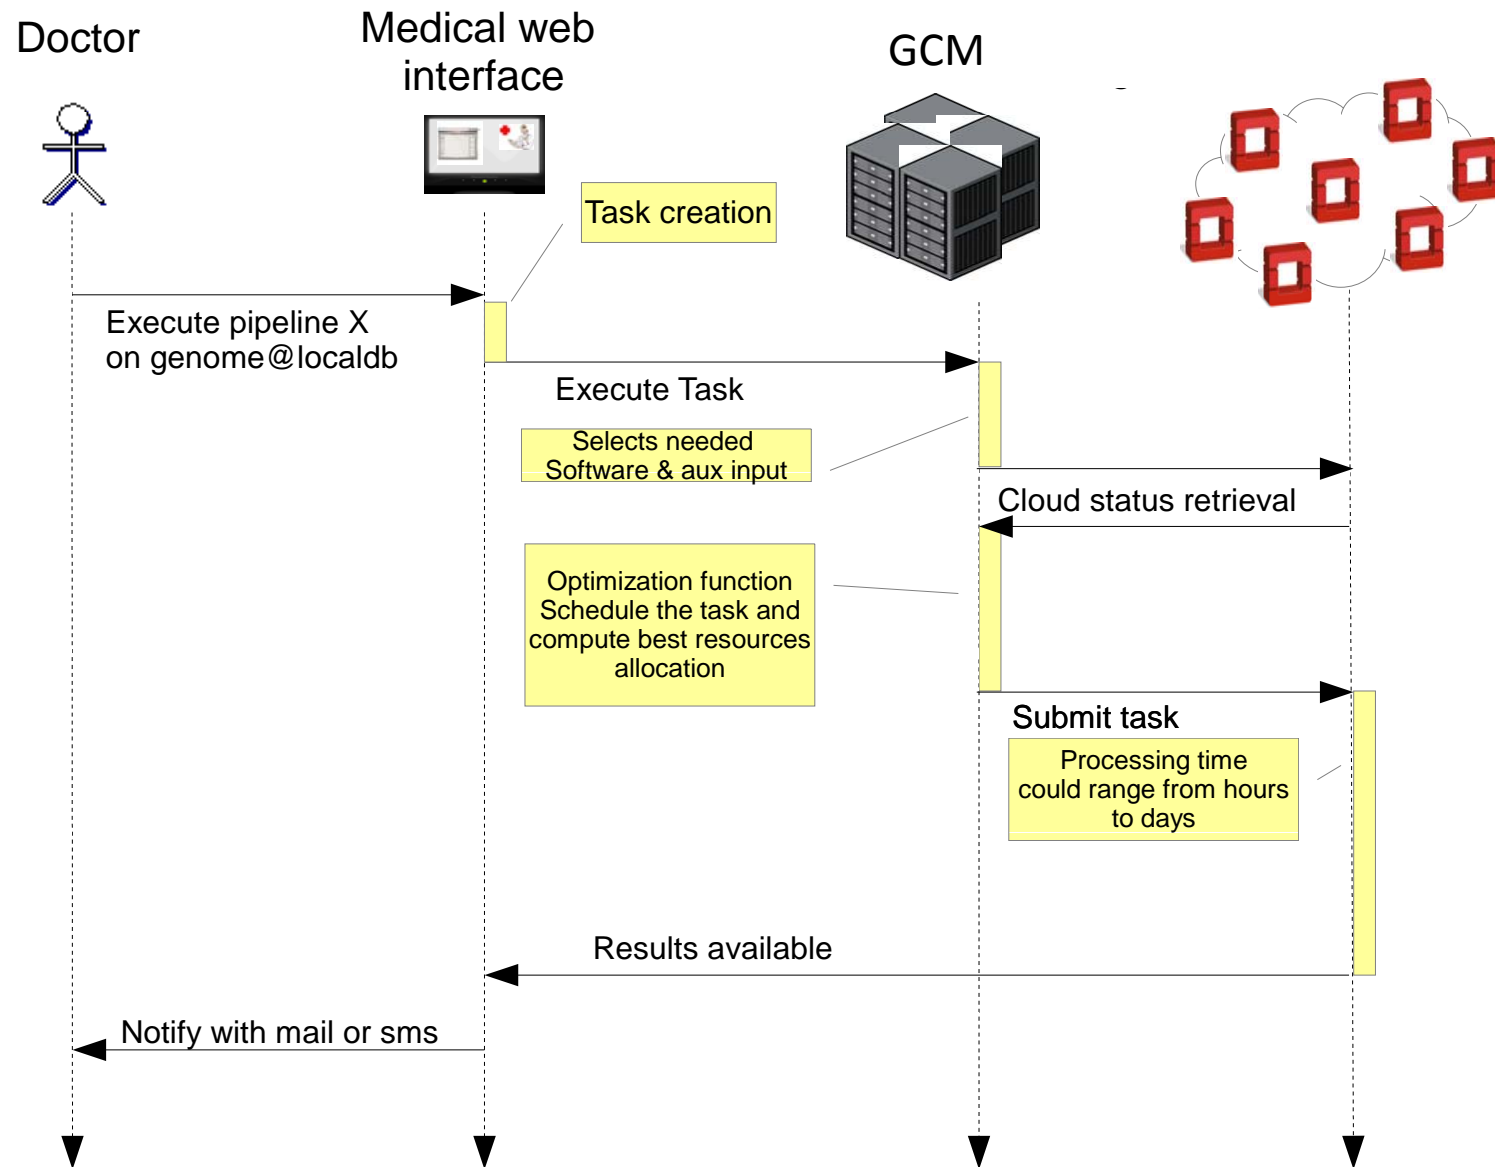 Doctor
Medical web
interface
GCM
Task creation
Execute pipeline X
on genome@localdb
Execute Task
Selects needed
Software & aux input
Cloud status retrieval
Optimization function
Schedule the task and
compute best resources
allocation
Submit task
Processing time
could range from hours
to days
Results available
Notify with mail or sms